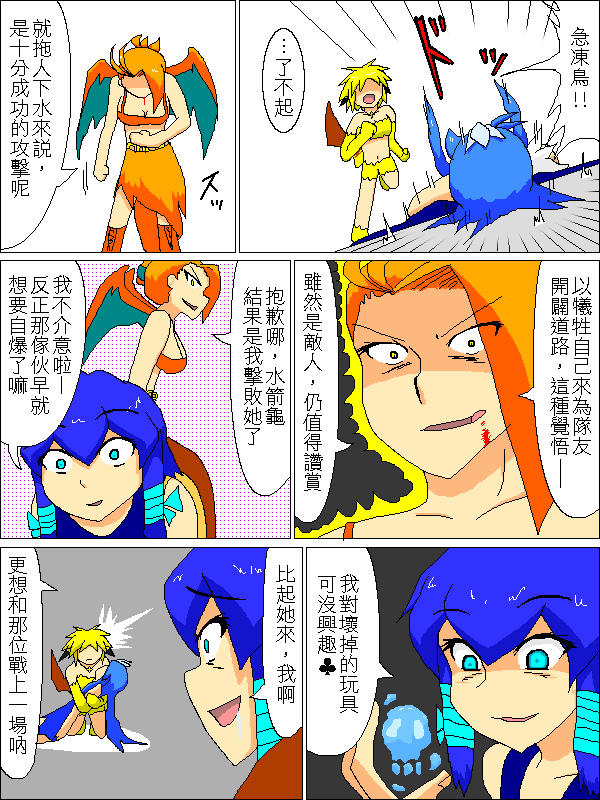 急凍鳥!!
…了不起
ドッ
ズッ
就拖人下水來説，
是十分成功的攻擊呢
以犧牲自己來為隊友
開闢道路，這種覺悟—
雖然是敵人，仍值得讚賞
抱歉哪，水箭龜
結果是我擊敗她了
我不介意啦—
反正那傢伙早就
想要自爆了嘛
我對壞掉的玩具
可沒興趣♣
比起她來，我啊
更想和那位戰上一場吶